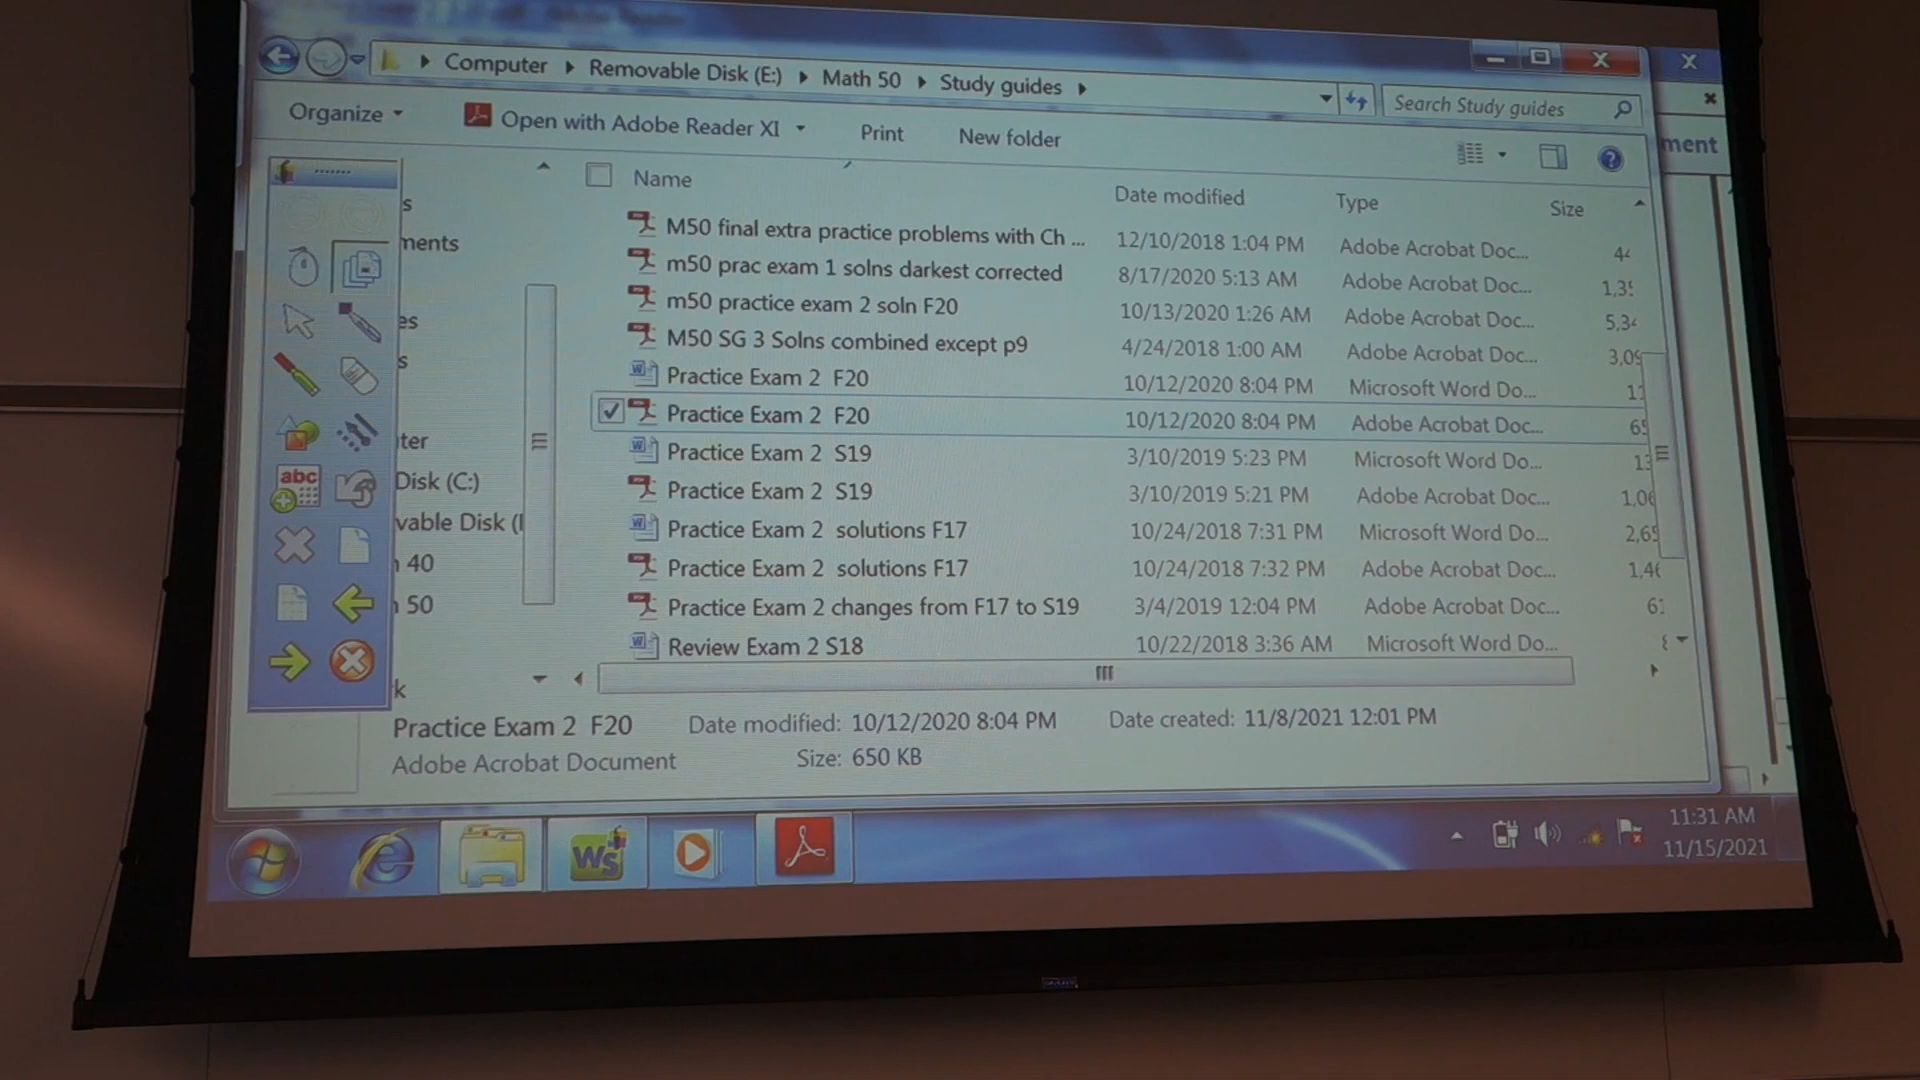 Computer ▸ Removable Disk (E:) ▸ Math 50 ▸ Study guides ▸
Search Study guides
Organize
Open with Adobe Reader XI
Print
New folder
ment
Name
Date modified
Type
Size
M50 final extra practice problems with Ch ... 12/10/2018 1:04 PM Adobe Acrobat Doc...
m50 prac exam 1 solns darkest corrected 8/17/2020 5:13 AM Adobe Acrobat Doc...
m50 practice exam 2 soln F20 10/13/2020 1:26 AM Adobe Acrobat Doc...
M50 SG 3 Solns combined except p9 4/24/2018 1:00 AM Adobe Acrobat Doc...
Practice Exam 2 F20 10/12/2020 8:04 PM Microsoft Word Do...
Practice Exam 2 F20 10/12/2020 8:04 PM Adobe Acrobat Doc...
Practice Exam 2 S19 3/10/2019 5:23 PM Microsoft Word Do...
Practice Exam 2 S19 3/10/2019 5:21 PM Adobe Acrobat Doc...
Practice Exam 2 solutions F17 10/24/2018 7:31 PM Microsoft Word Do...
Practice Exam 2 solutions F17 10/24/2018 7:32 PM Adobe Acrobat Doc...
Practice Exam 2 changes from F17 to S19 3/4/2019 12:04 PM Adobe Acrobat Doc...
Review Exam 2 S18 10/22/2018 3:36 AM Microsoft Word Do...
s
ments
es
s
ter
Disk (C:)
vable Disk (
40
50
k
abc
Practice Exam 2 F20 Date modified: 10/12/2020 8:04 PM Date created: 11/8/2021 12:01 PM
Adobe Acrobat Document Size: 650 KB
WS
11:31 AM
11/15/2021